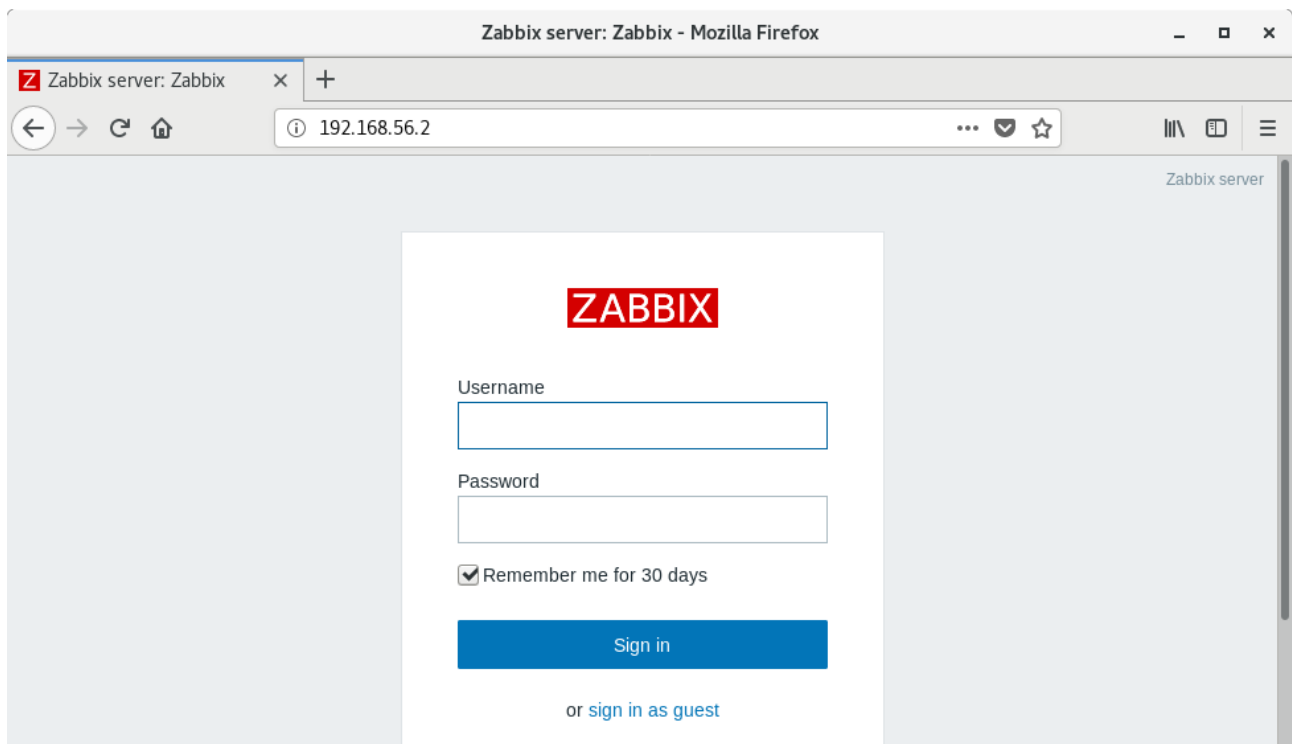 Zabbix server: Zabbix - Mozilla Firefox
Z Zabbix server: Zabbix
192.168.56.2
Zabbix server
ZABBIX
Username
Password
Remember me for 30 days
Sign in
or sign in as guest